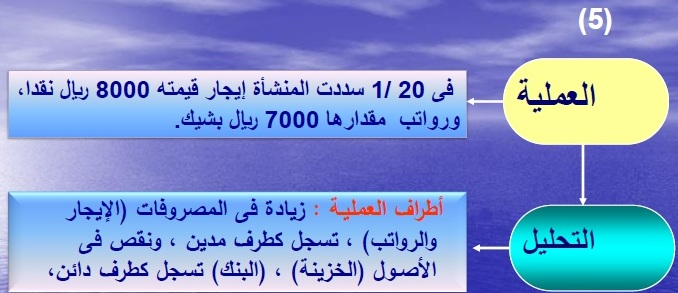 (5)
العملية
فى 20 /1 سددت المنشأة إيجار قيمته 8000 ريال نقدا،
ورواتب مقدارها 7000 ريال بشيك.
التحليل
أطراف العملية : زيادة فى المصروفات (الإيجار
والرواتب) ، تسجل كطرف مدين ، ونقص فى
الأصول (الخزينة) ، (البنك) تسجل كطرف دائن،